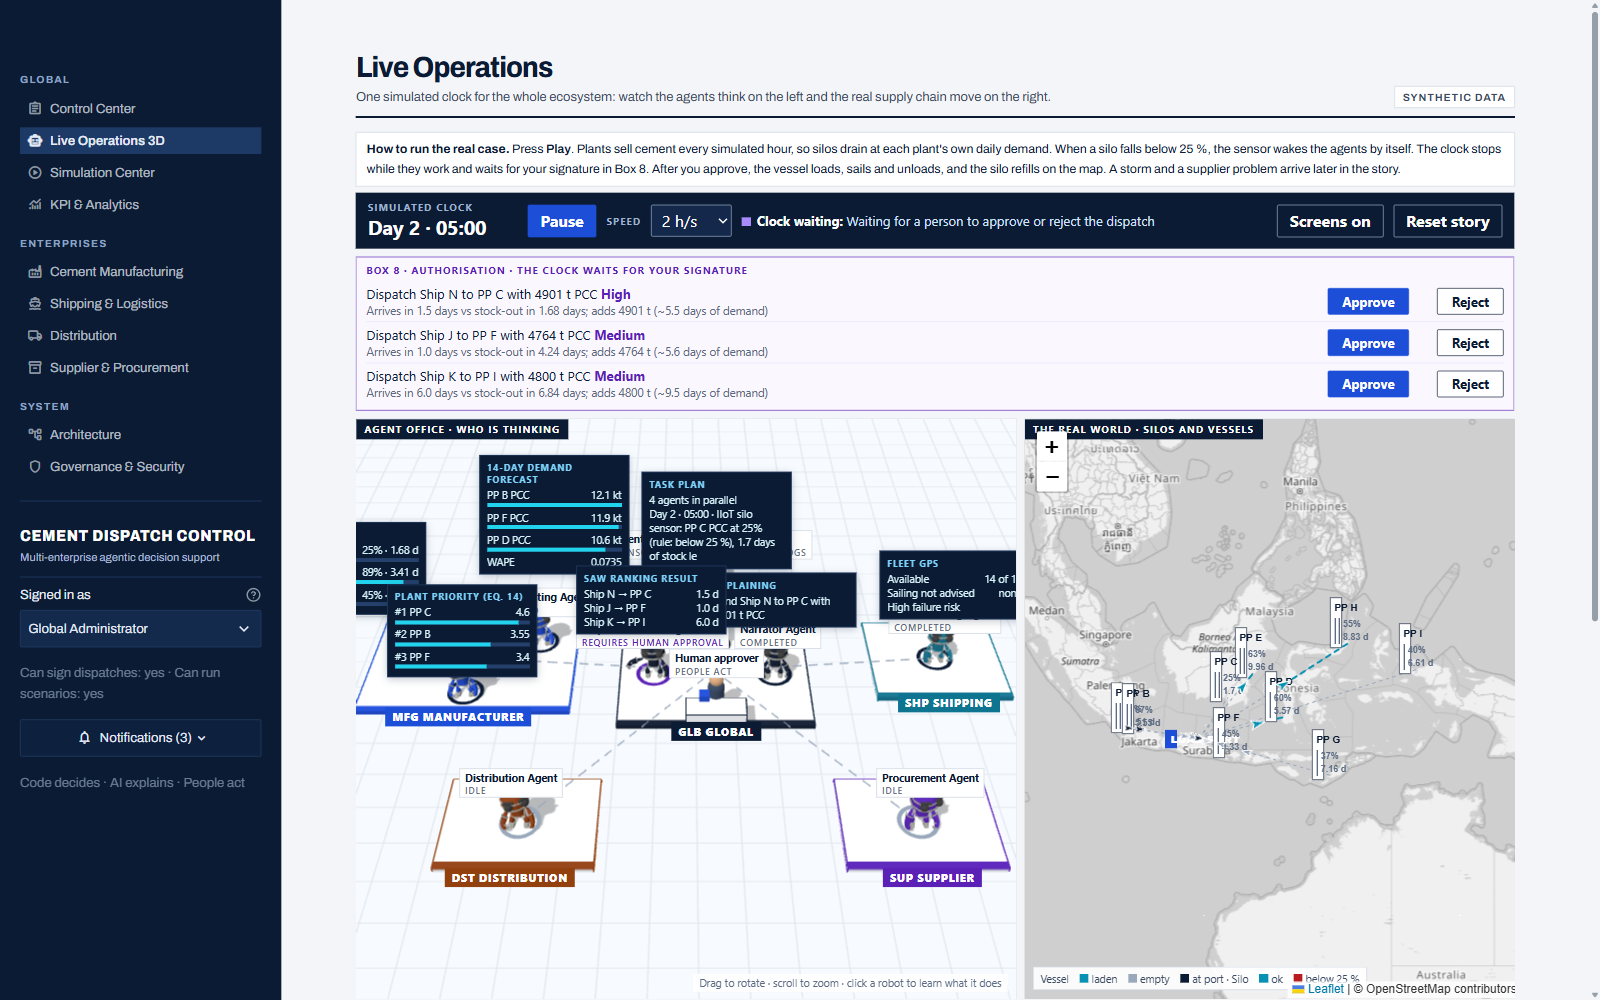 GLOBAL
Control Center
Live Operations 3D
Simulation Center
KPI & Analytics
ENTERPRISES
Cement Manufacturing
Shipping & Logistics
Distribution
Supplier & Procurement
SYSTEM
Architecture
Governance & Security
CEMENT DISPATCH CONTROL
Multi-enterprise agentic decision support
Signed in as
Global Administrator
Can sign dispatches: yes · Can run
scenarios: yes
Notifications (3)
Code decides · AI explains · People act
Live Operations
One simulated clock for the whole ecosystem: watch the agents think on the left and the real supply chain move on the right.
SYNTHETIC DATA
How to run the real case. Press Play. Plants sell cement every simulated hour, so silos drain at each plant's own daily demand. When a silo falls below 25 %, the sensor wakes the agents by itself. The clock stops
while they work and waits for your signature in Box 8. After you approve, the vessel loads, sails and unloads, and the silo refills on the map. A storm and a supplier problem arrive later in the story.
SIMULATED CLOCK
Day 2 · 05:00
Pause
SPEED
2 h/s
Clock waiting: Waiting for a person to approve or reject the dispatch
Screens on
Reset story
BOX 8 · AUTHORISATION · THE CLOCK WAITS FOR YOUR SIGNATURE
Dispatch Ship N to PP C with 4901 t PCC High
Arrives in 1.5 days vs stock-out in 1.68 days; adds 4901 t (~5.5 days of demand)
Approve
Reject
Dispatch Ship J to PP F with 4764 t PCC Medium
Arrives in 1.0 days vs stock-out in 4.24 days; adds 4764 t (~5.6 days of demand)
Approve
Reject
Dispatch Ship K to PP I with 4800 t PCC Medium
Arrives in 6.0 days vs stock-out in 6.84 days; adds 4800 t (~9.5 days of demand)
Approve
Reject
AGENT OFFICE · WHO IS THINKING
14-DAY DEMAND
FORECAST
PP B PCC 12.1 kt
PP F PCC 11.9 kt
PP D PCC 10.6 kt
WAPE 0.0735
TASK PLAN
4 agents in parallel
Day 2 · 05:00 · IIoT silo
sensor: PP C PCC at 25%
(rule: below 25 %), 1.7 days
of stock le
25% · 1.68 d
89% · 3.41 d
45% ·
PLANT PRIORITY (EQ. 14)
#1 PP C 4.6
#2 PP B 3.55
#3 PP F 3.4
SAW RANKING RESULT
Ship N → PP C 1.5 d
Ship J → PP F 1.0 d
Ship K → PP I 6.0 d
REQUIRES HUMAN APPROVAL
PLAINING
nd Ship N to PP C with
01 t PCC
Narrator Agent
COMPLETED
FLEET GPS
Available 14 of 1
Sailing not advised non
High failure risk
COMPLETED
Human approver
PEOPLE ACT
MFG MANUFACTURER
GLB GLOBAL
SHP SHIPPING
Distribution Agent
IDLE
DST DISTRIBUTION
Procurement Agent
IDLE
SUP SUPPLIER
Drag to rotate · scroll to zoom · click a robot to learn what it does
THE REAL WORLD · SILOS AND VESSELS
+
−
Việt Nam
Manila
Philippines
ประเทศไทย
Medan
Malaysia
Singapore
Borneo
Sumatra
Jakarta
PP H
55%
8.83 d
PP I
40%
6.61 d
PP E
63%
9.96 d
PP C
25%
PP D
60%
5.57 d
PP F
45%
PP G
37%
7.16 d
Australia
Vessel laden empty at port · Silo ok below 25 %
Leaflet | © OpenStreetMap contributors